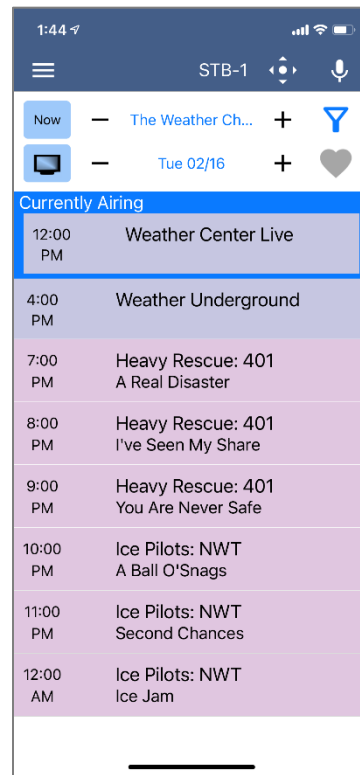 1:44
STB-1
Now
The Weather Ch...
Tue 02/16
Currently Airing
12:00 PM
Weather Center Live
4:00 PM
Weather Underground
7:00 PM
Heavy Rescue: 401
A Real Disaster
8:00 PM
Heavy Rescue: 401
I've Seen My Share
9:00 PM
Heavy Rescue: 401
You Are Never Safe
10:00 PM
Ice Pilots: NWT
A Ball O'Snags
11:00 PM
Ice Pilots: NWT
Second Chances
12:00 AM
Ice Pilots: NWT
Ice Jam